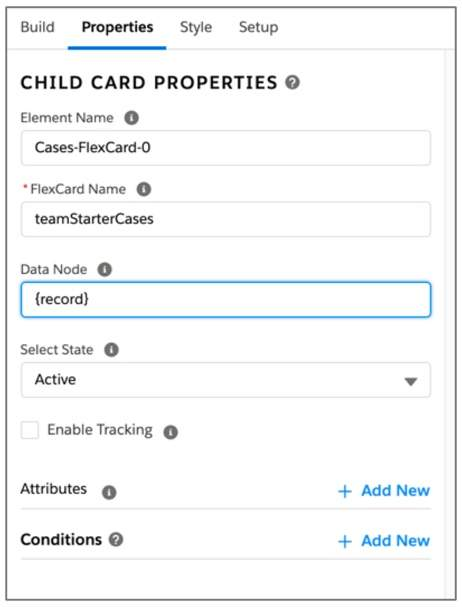 Build Properties Style Setup
CHILD CARD PROPERTIES ?
Element Name i
Cases-FlexCard-0
* FlexCard Name i
teamStarterCases
Data Node i
{record}
Select State i
Active
Enable Tracking i
Attributes i + Add New
Conditions ? + Add New